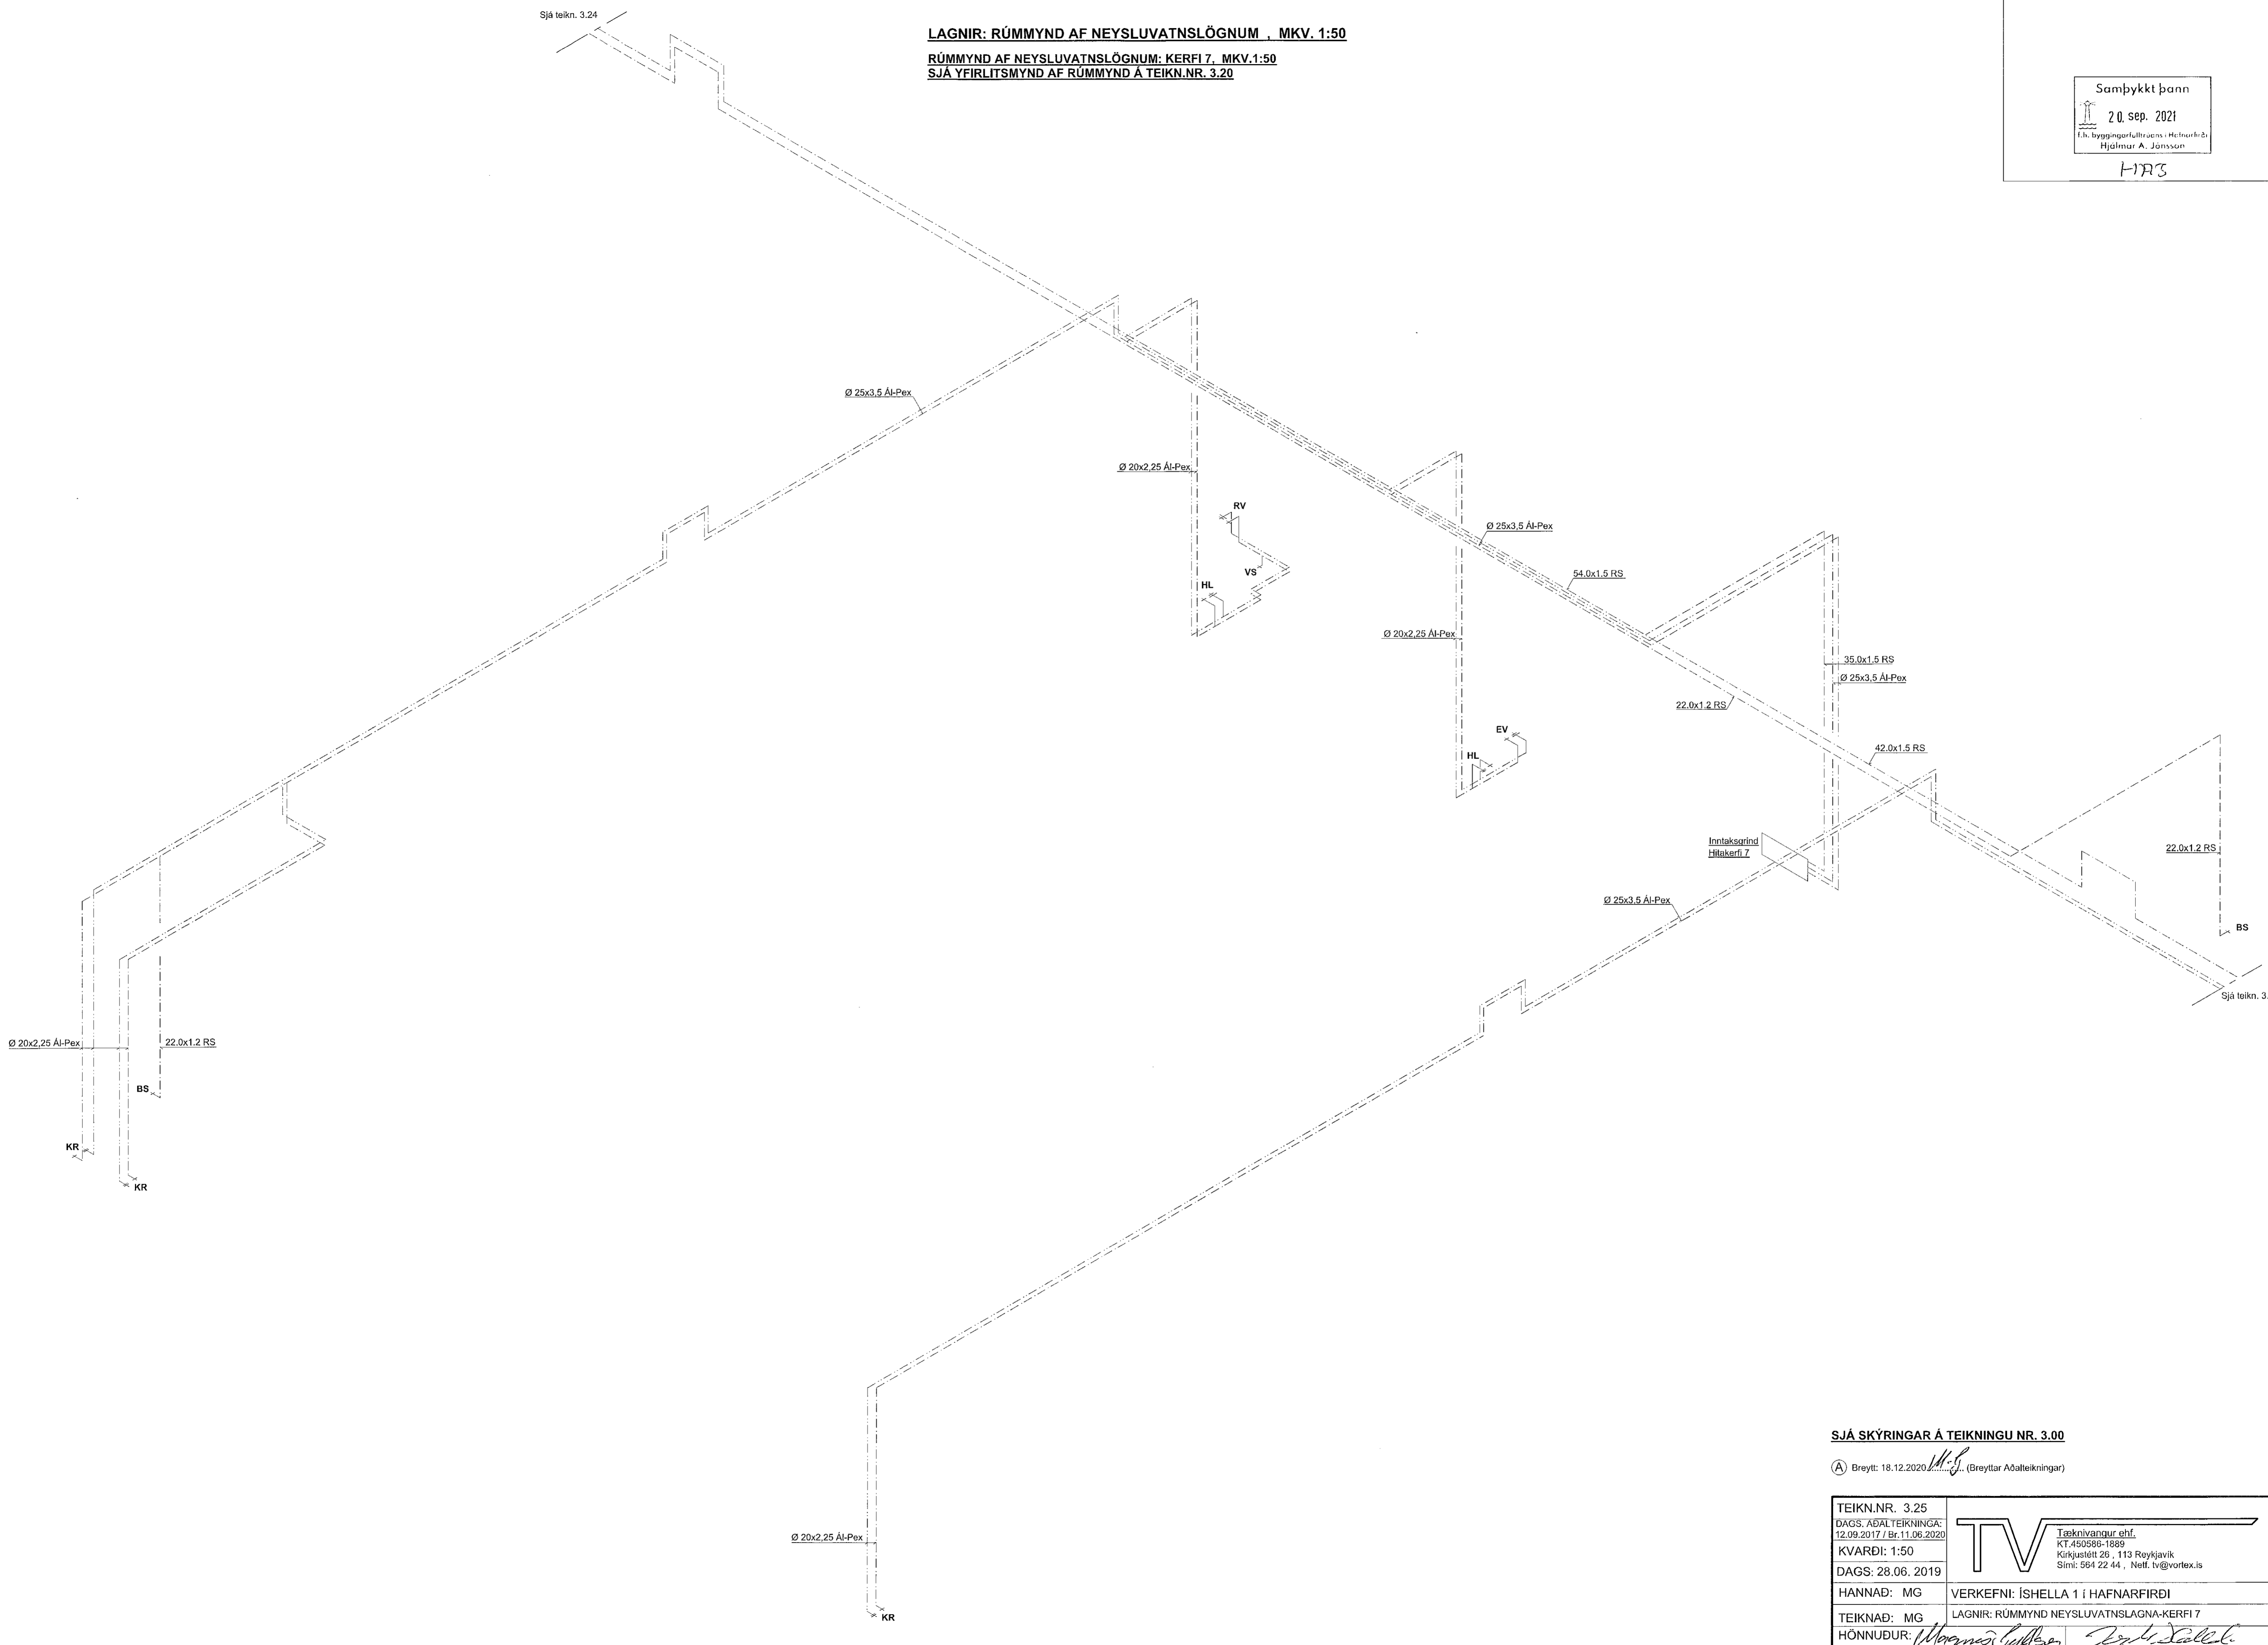 Sjá teikn. 3.24
LAGNIR: RÚMMYND AF NEYSLUVATNSLÖGNUM , MKV. 1:50
RÚMMYND AF NEYSLUVATNSLÖGNUM: KERFI 7, MKV.1:50
SJÁ YFIRLITSMYND AF RÚMMYND Á TEIKN.NR. 3.20
Samþykkt þann
20. sep. 2021
f.h. byggingarfulltrúans í Hafnarfirði
Hjálmar A. Jónsson
HAJ
Ø 25x3,5 Ál-Pex
Ø 20x2,25 Ál-Pex
RV
VS
HL
Ø 25x3,5 Ál-Pex
54.0x1.5 RS
Ø 20x2,25 Ál-Pex
35.0x1.5 RS
Ø 25x3,5 Ál-Pex
22.0x1.2 RS
EV
HL
42.0x1.5 RS
Inntaksgrind
Hitakerfi 7
22.0x1.2 RS
Ø 25x3,5 Ál-Pex
BS
Sjá teikn. 3.
Ø 20x2,25 Ál-Pex
22.0x1.2 RS
BS
KR
KR
Ø 20x2,25 Ál-Pex
KR
SJÁ SKÝRINGAR Á TEIKNINGU NR. 3.00
A Breytt: 18.12.2020 M.G. (Breyttar Aðalteikningar)
TEIKN.NR. 3.25
DAGS. AÐALTEIKNINGA:
12.09.2017 / Br.11.06.2020
KVARÐI: 1:50
DAGS: 28.06. 2019
HANNAÐ: MG
TEIKNAÐ: MG
HÖNNUÐUR:
TV
Tæknivangur ehf.
KT.450586-1889
Kirkjustétt 26 , 113 Reykjavík
Sími: 564 22 44 , Netf. tv@vortex.is
VERKEFNI: ÍSHELLA 1 í HAFNARFIRÐI
LAGNIR: RÚMMYND NEYSLUVATNSLAGNA-KERFI 7